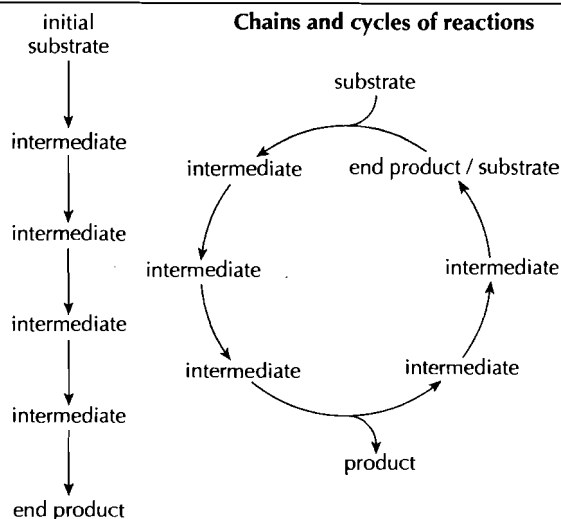 Chains and cycles of reactions
initial
substrate
intermediate
intermediate
intermediate
intermediate
end product
substrate
intermediate
end product / substrate
intermediate
intermediate
intermediate
intermediate
product